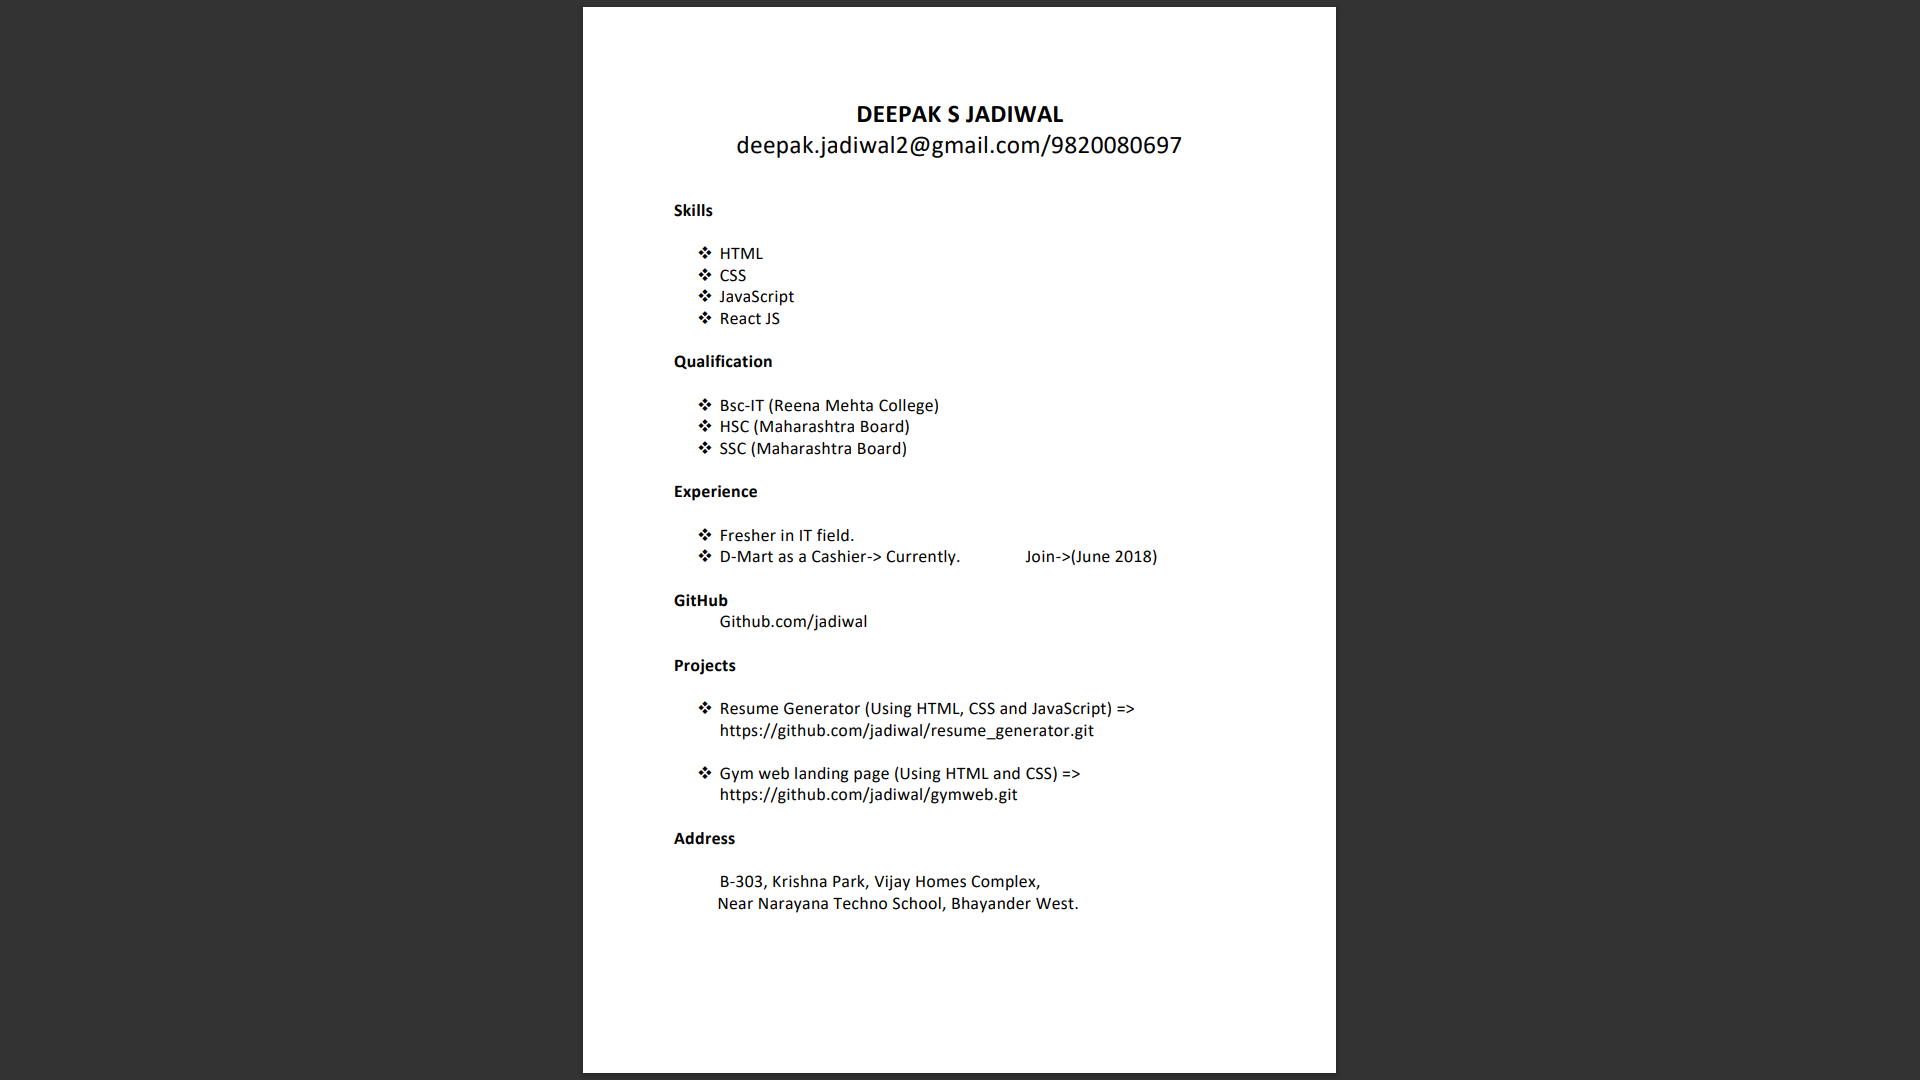 DEEPAK S JADIWAL
deepak.jadiwal2@gmail.com/9820080697
Skills
❖ HTML
❖ CSS
❖ JavaScript
❖ React JS
Qualification
❖ Bsc-IT (Reena Mehta College)
❖ HSC (Maharashtra Board)
❖ SSC (Maharashtra Board)
Experience
❖ Fresher in IT field.
❖ D-Mart as a Cashier-> Currently. Join->(June 2018)
GitHub
Github.com/jadiwal
Projects
❖ Resume Generator (Using HTML, CSS and JavaScript) =>
https://github.com/jadiwal/resume_generator.git
❖ Gym web landing page (Using HTML and CSS) =>
https://github.com/jadiwal/gymweb.git
Address
B-303, Krishna Park, Vijay Homes Complex,
Near Narayana Techno School, Bhayander West.